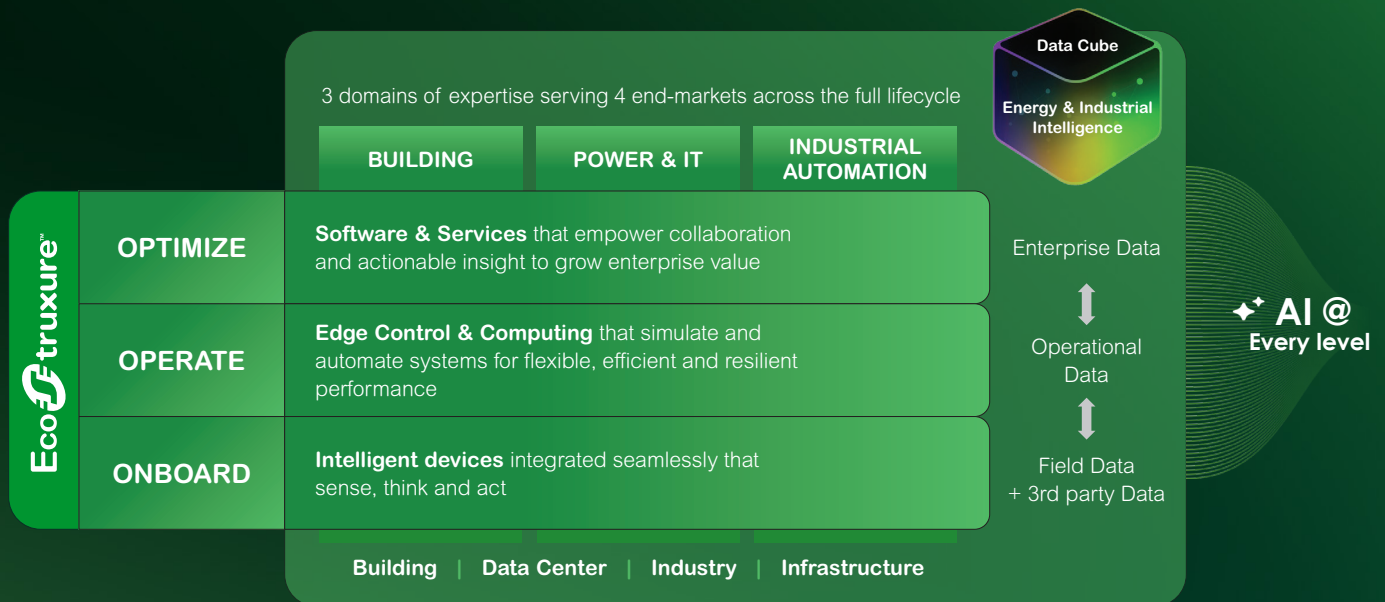 Data Cube
Energy & Industrial
Intelligence
3 domains of expertise serving 4 end-markets across the full lifecycle
BUILDING
POWER & IT
INDUSTRIAL
AUTOMATION
EcoStruxure™
OPTIMIZE
Software & Services that empower collaboration
and actionable insight to grow enterprise value
Enterprise Data
OPERATE
Edge Control & Computing that simulate and
automate systems for flexible, efficient and resilient
performance
Operational
Data
AI @
Every level
ONBOARD
Intelligent devices integrated seamlessly that
sense, think and act
Field Data
+ 3rd party Data
Building | Data Center | Industry | Infrastructure